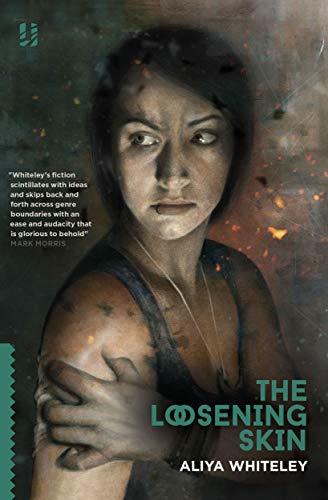 "Whiteley's fiction
scintillates with ideas
and skips back and
forth across genre
boundaries with an
ease and audacity that
is glorious to behold"
MARK MORRIS
THE
LOOSENING
SKIN
ALIYA WHITELEY